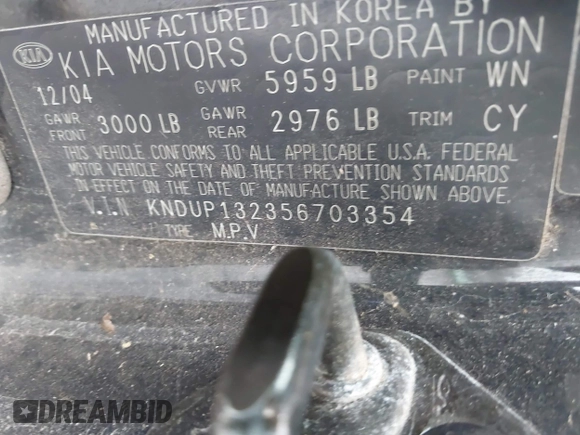 MANUFACTURED IN KOREA BY
KIA KIA MOTORS CORPORATION
12/04 GVWR 5959 LB PAINT WN
GAWR FRONT 3000 LB GAWR REAR 2976 LB TRIM CY
THIS VEHICLE CONFORMS TO ALL APPLICABLE U.S.A. FEDERAL
MOTOR VEHICLE SAFETY AND THEFT PREVENTION STANDARDS
IN EFFECT ON THE DATE OF MANUFACTURE SHOWN ABOVE.
V.I.N KNDUP132356703354
TYPE M.P.V
DREAMBID